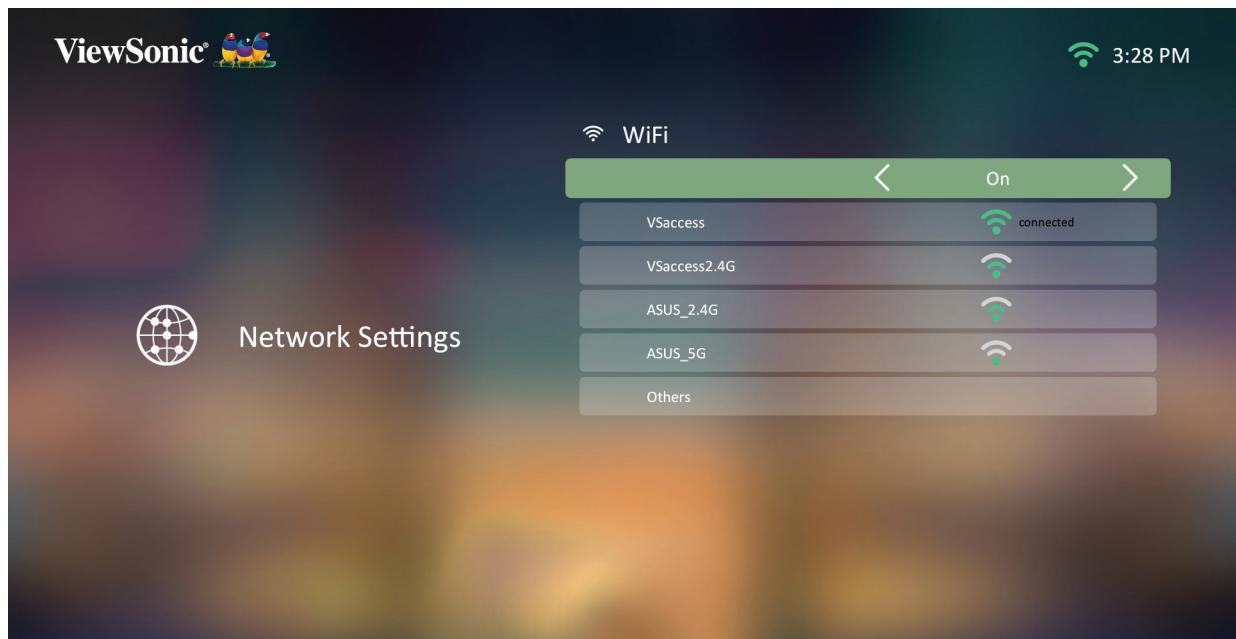 ViewSonic®
3:28 PM
WiFi
On
VSaccess connected
VSaccess2.4G
ASUS_2.4G
Network Settings
ASUS_5G
Others